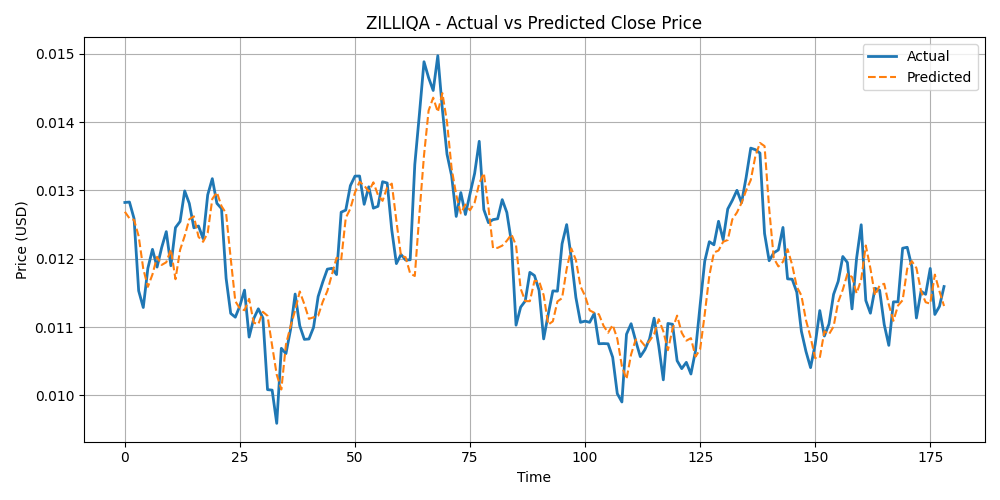 ZILLIQA - Actual vs Predicted Close Price
Price (USD)
0.015
0.014
0.013
0.012
0.011
0.010
Actual
Predicted
0 25 50 75 100 125 150 175
Time